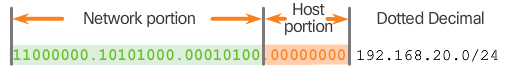 Network portion
Host portion
Dotted Decimal
11000000.10101000.00010100.00000000 192.168.20.0/24